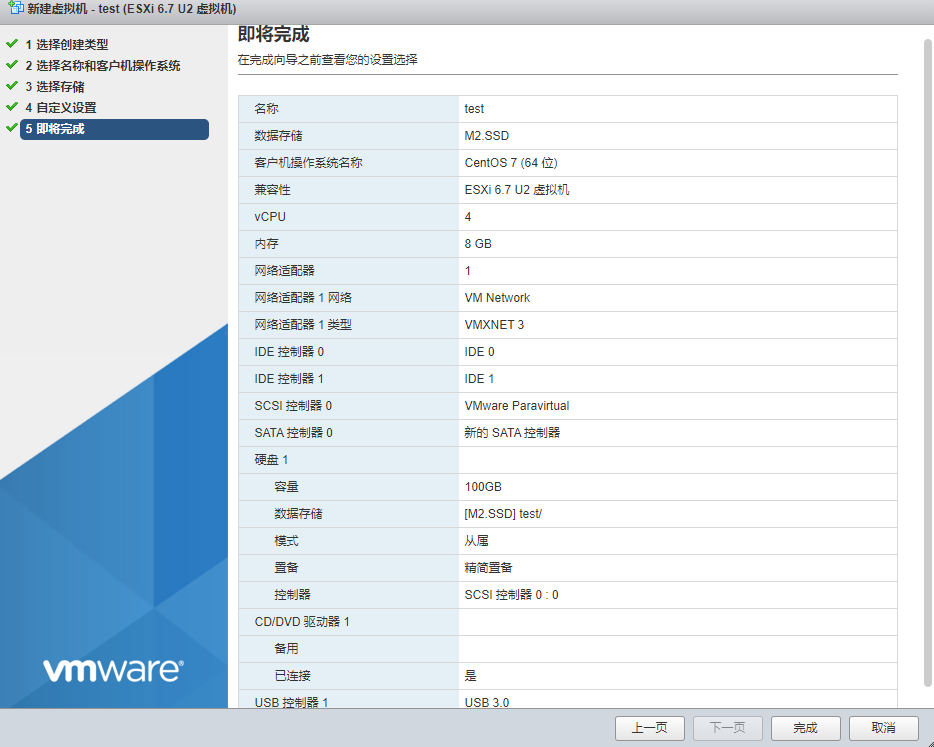 新建虚拟机 - test (ESXi 6.7 U2 虚拟机)
1 选择创建类型
2 选择名称和客户机操作系统
3 选择存储
4 自定义设置
5 即将完成
vmware®
即将完成
在完成向导之前查看您的设置选择
名称 test
数据存储 M2.SSD
客户机操作系统名称 CentOS 7 (64 位)
兼容性 ESXi 6.7 U2 虚拟机
vCPU 4
内存 8 GB
网络适配器 1
网络适配器 1 网络 VM Network
网络适配器 1 类型 VMXNET 3
IDE 控制器 0 IDE 0
IDE 控制器 1 IDE 1
SCSI 控制器 0 VMware Paravirtual
SATA 控制器 0 新的 SATA 控制器
硬盘 1
容量 100GB
数据存储 [M2.SSD] test/
模式 从属
置备 精简置备
控制器 SCSI 控制器 0 : 0
CD/DVD 驱动器 1
备用
已连接 是
USB 控制器 1 USB 3.0
上一页 下一页 完成 取消